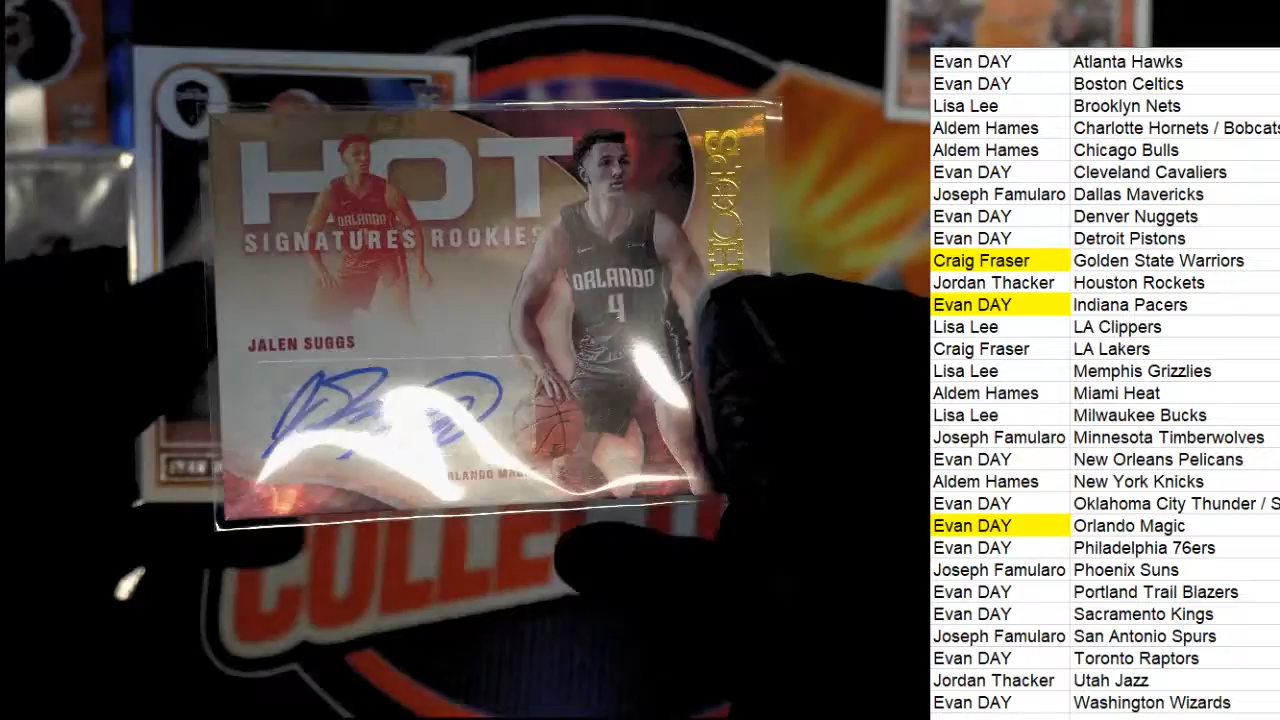 HOT
SIGNATURES ROOKIES
HOOPS
ORLANDO
ORLANDO
4
JALEN SUGGS
ORLANDO MAGIC
COLLE
Evan DAY Atlanta Hawks
Evan DAY Boston Celtics
Lisa Lee Brooklyn Nets
Aldem Hames Charlotte Hornets / Bobcats
Aldem Hames Chicago Bulls
Evan DAY Cleveland Cavaliers
Joseph Famularo Dallas Mavericks
Evan DAY Denver Nuggets
Evan DAY Detroit Pistons
Craig Fraser Golden State Warriors
Jordan Thacker Houston Rockets
Evan DAY Indiana Pacers
Lisa Lee LA Clippers
Craig Fraser LA Lakers
Lisa Lee Memphis Grizzlies
Aldem Hames Miami Heat
Lisa Lee Milwaukee Bucks
Joseph Famularo Minnesota Timberwolves
Evan DAY New Orleans Pelicans
Aldem Hames New York Knicks
Evan DAY Oklahoma City Thunder / S
Evan DAY Orlando Magic
Evan DAY Philadelphia 76ers
Joseph Famularo Phoenix Suns
Evan DAY Portland Trail Blazers
Evan DAY Sacramento Kings
Joseph Famularo San Antonio Spurs
Evan DAY Toronto Raptors
Jordan Thacker Utah Jazz
Evan DAY Washington Wizards